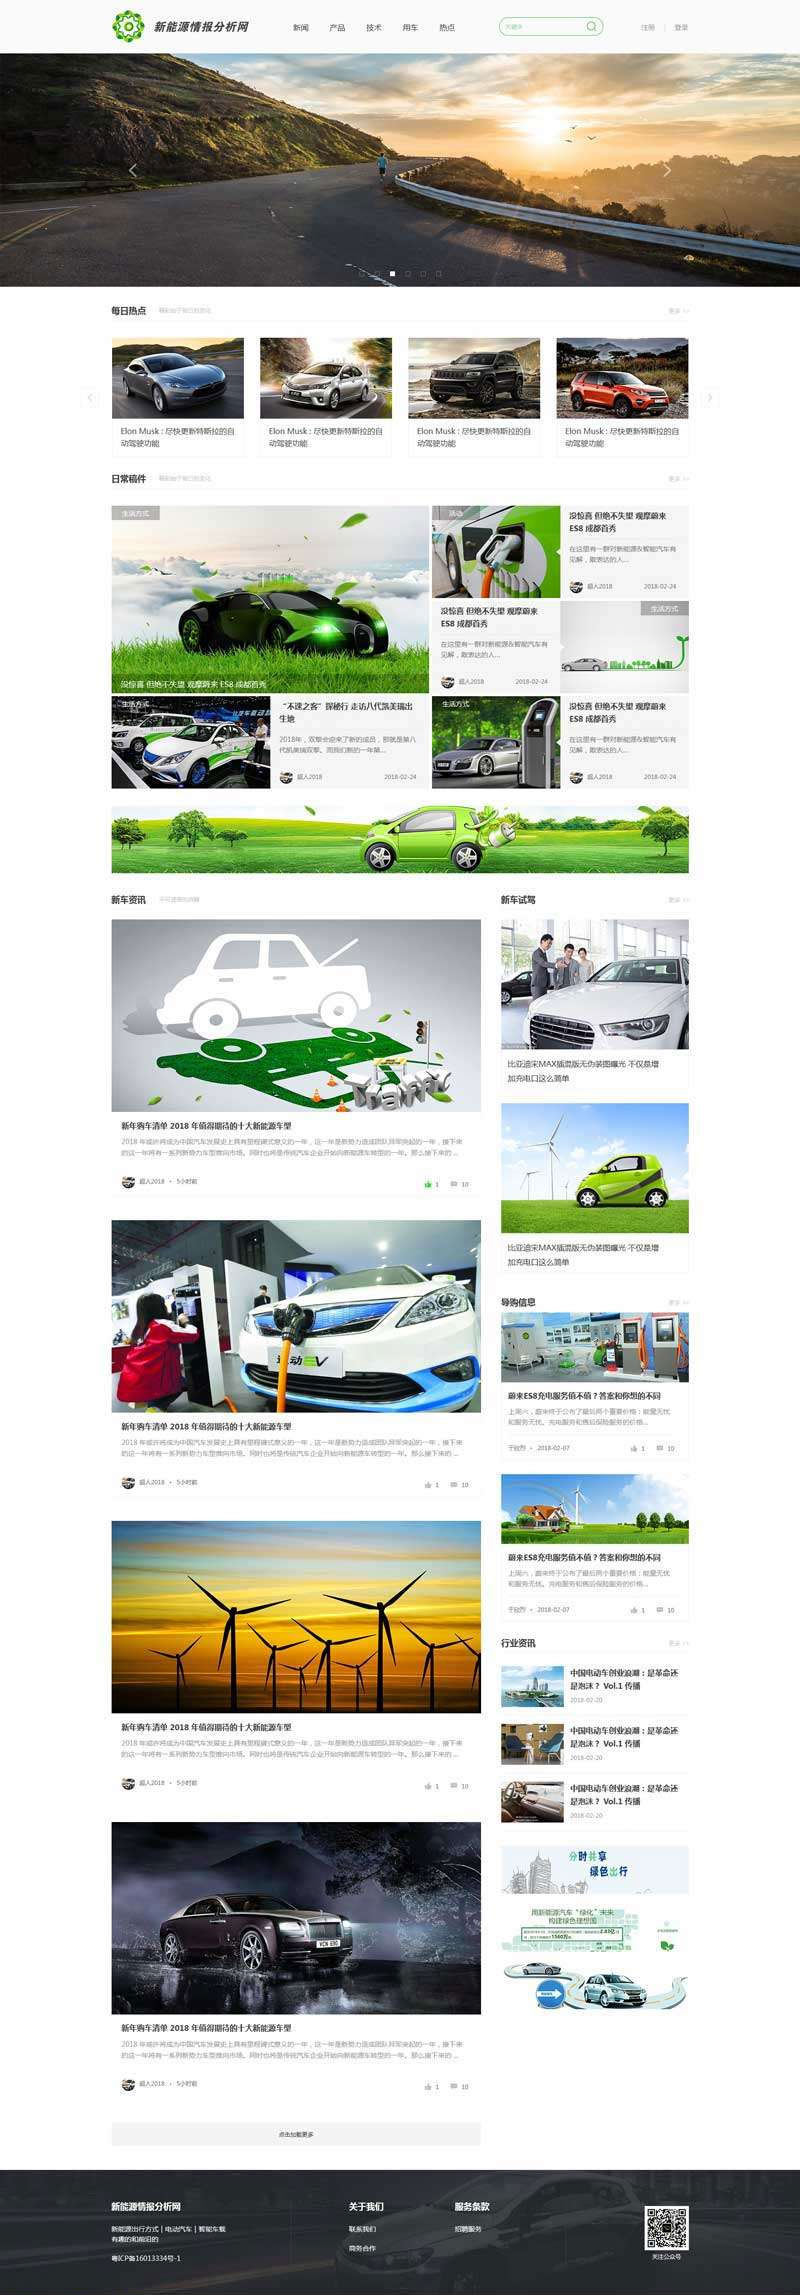 新能源情报分析网
新闻 产品 技术 用车 热点
关键字
注册 | 登录
每日热点
更多 >>
Elon Musk : 尽快更新特斯拉的自
动驾驶功能
Elon Musk : 尽快更新特斯拉的自
动驾驶功能
Elon Musk : 尽快更新特斯拉的自
动驾驶功能
Elon Musk : 尽快更新特斯拉的自
动驾驶功能
日常稿件
更多 >>
生活方式
没惊喜 但绝不失望 观摩蔚来 ES8 成都首秀
活动
没惊喜 但绝不失望 观摩蔚来
ES8 成都首秀
在这里有一群对新能源&智能汽车有
见解，敢表达的人...
超人2018 2018-02-24
没惊喜 但绝不失望 观摩蔚来
ES8 成都首秀
在这里有一群对新能源&智能汽车有
见解，敢表达的人...
超人2018 2018-02-24
生活方式
生活方式
“不速之客”探秘行 走访八代凯美瑞出
生地
2018年，双擎会迎来了新的成员，那就是第八
代凯美瑞双擎。而我们新的一年第...
超人2018 2018-02-24
生活方式
没惊喜 但绝不失望 观摩蔚来
ES8 成都首秀
在这里有一群对新能源&智能汽车有
见解，敢表达的人...
超人2018 2018-02-24
新车资讯
Traffic
新年购车清单 2018 年值得期待的十大新能源车型
2018 年或许将成为中国汽车发展史上具有里程碑式意义的一年，这一年是新势力造成团队异军突起的一年，接下来
的这一年将有一系列新势力车型推向市场。同时也将是传统汽车企业开始向新能源车转型的一年。那么接下来的 ...
超人2018 • 5小时前 1 10
EV
新年购车清单 2018 年值得期待的十大新能源车型
2018 年或许将成为中国汽车发展史上具有里程碑式意义的一年，这一年是新势力造成团队异军突起的一年，接下来
的这一年将有一系列新势力车型推向市场。同时也将是传统汽车企业开始向新能源车转型的一年。那么接下来的 ...
超人2018 • 5小时前 1 10
新年购车清单 2018 年值得期待的十大新能源车型
2018 年或许将成为中国汽车发展史上具有里程碑式意义的一年，这一年是新势力造成团队异军突起的一年，接下来
的这一年将有一系列新势力车型推向市场。同时也将是传统汽车企业开始向新能源车转型的一年。那么接下来的 ...
超人2018 • 5小时前 1 10
新年购车清单 2018 年值得期待的十大新能源车型
2018 年或许将成为中国汽车发展史上具有里程碑式意义的一年，这一年是新势力造成团队异军突起的一年，接下来
的这一年将有一系列新势力车型推向市场。同时也将是传统汽车企业开始向新能源车转型的一年。那么接下来的 ...
超人2018 • 5小时前 1 10
点击加载更多
新车试驾
更多 >>
比亚迪宋MAX插混版无伪装图曝光 不仅是增
加充电口这么简单
比亚迪宋MAX插混版无伪装图曝光 不仅是增
加充电口这么简单
导购信息
更多 >>
蔚来ES8充电服务值不值？答案和你想的不同
上周六，蔚来终于公布了最后两个重要价格：能量无忧
和服务无忧。充电服务和售后保险服务的价格...
2018-02-07 1 10
蔚来ES8充电服务值不值？答案和你想的不同
上周六，蔚来终于公布了最后两个重要价格：能量无忧
和服务无忧。充电服务和售后保险服务的价格...
2018-02-07 1 10
行业资讯
更多 >>
中国电动车创业浪潮：是革命还
是泡沫？ Vol.1 传播
2018-02-20
中国电动车创业浪潮：是革命还
是泡沫？ Vol.1 传播
2018-02-20
中国电动车创业浪潮：是革命还
是泡沫？ Vol.1 传播
2018-02-20
分时共享
绿色出行
用新能源汽车“绿化”未来
构建绿色理想国
新能源情报分析网
新能源出行方式 | 电动汽车 | 智能车载
有趣的和前沿的
粤ICP备16013334号-1
关于我们
联系我们
商务合作
服务条款
招聘服务
关注公众号